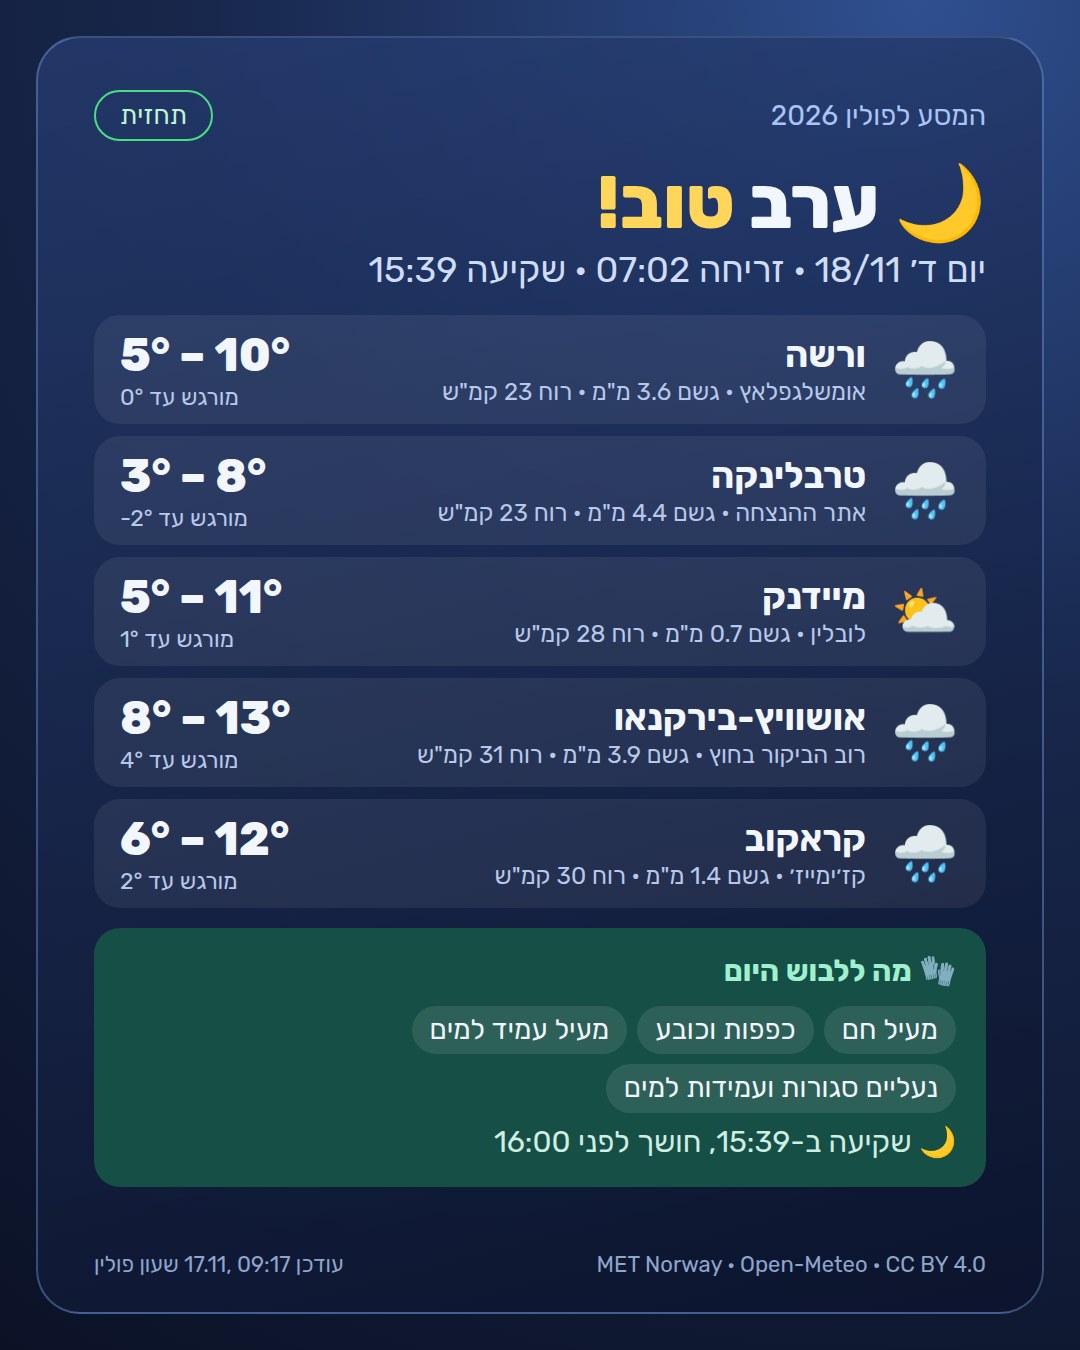 המסע לפולין 2026
תחזית
🌙 ערב טוב!
יום ד׳ 18/11 • זריחה 07:02 • שקיעה 15:39
ורשה
אומשלגפלאץ • גשם 3.6 מ"מ • רוח 23 קמ"ש
5° – 10°
מורגש עד 0°
טרבלינקה
אתר ההנצחה • גשם 4.4 מ"מ • רוח 23 קמ"ש
3° – 8°
מורגש עד -2°
מיידנק
לובלין • גשם 0.7 מ"מ • רוח 28 קמ"ש
5° – 11°
מורגש עד 1°
אושוויץ-בירקנאו
רוב הביקור בחוץ • גשם 3.9 מ"מ • רוח 31 קמ"ש
8° – 13°
מורגש עד 4°
קראקוב
קז׳ימייז׳ • גשם 1.4 מ"מ • רוח 30 קמ"ש
6° – 12°
מורגש עד 2°
🧤 מה ללבוש היום
מעיל חם
כפפות וכובע
מעיל עמיד למים
נעליים סגורות ועמידות למים
🌙 שקיעה ב-15:39, חושך לפני 16:00
MET Norway • Open-Meteo • CC BY 4.0
עודכן 17.11, 09:17 שעון פולין